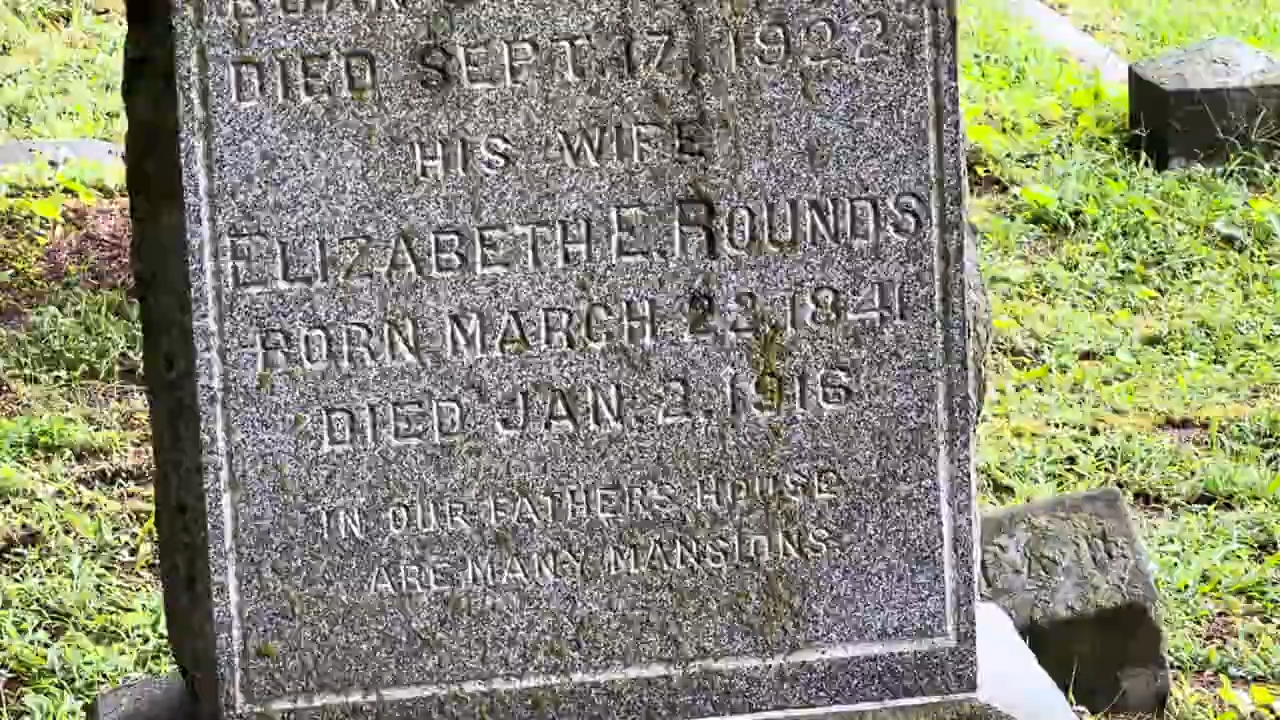 DIED SEPT. 17, 1922
HIS WIFE
ELIZABETH E. ROUNDS
BORN MARCH 22 1841
DIED JAN. 2. 1916
IN OUR FATHERS HOUSE
ARE MANY MANSIONS.